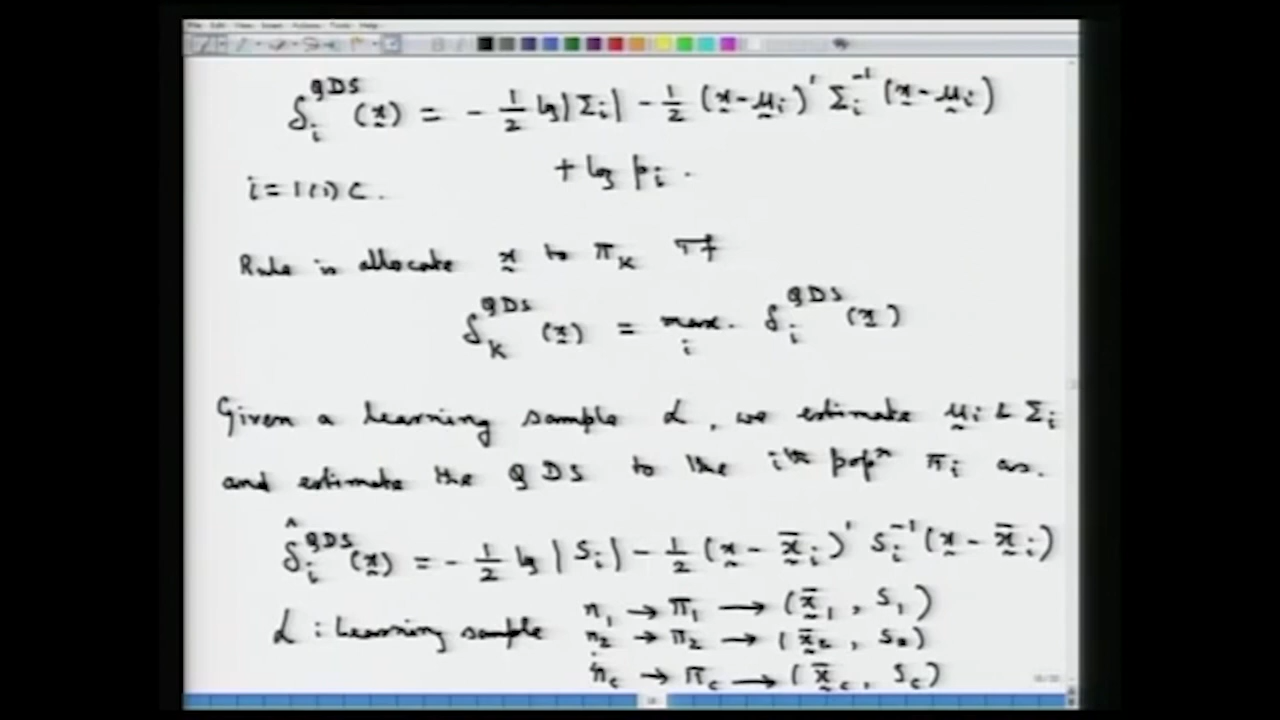 δ_i^{QDS}(x) = - 1/2 log|Σ_i| - 1/2 (x - μ_i)' Σ_i^{-1} (x - μ_i)
+ log p_i .
i = 1(1) c .
Rule is allocate x to π_k if
δ_k^{QDS}(x) = max_i . δ_i^{QDS}(x)
Given a learning sample L , we estimate μ_i & Σ_i
and estimate the QDS to the i^{th} pop^n π_i as .
δ̂_i^{QDS}(x) = - 1/2 log |S_i| - 1/2 (x - x̄_i)' S_i^{-1} (x - x̄_i)
L : learning sample n_1 → π_1 → (x̄_1 , S_1)
n_2 → π_2 → (x̄_2 , S_2)
n_c → π_c → (x̄_c , S_c)